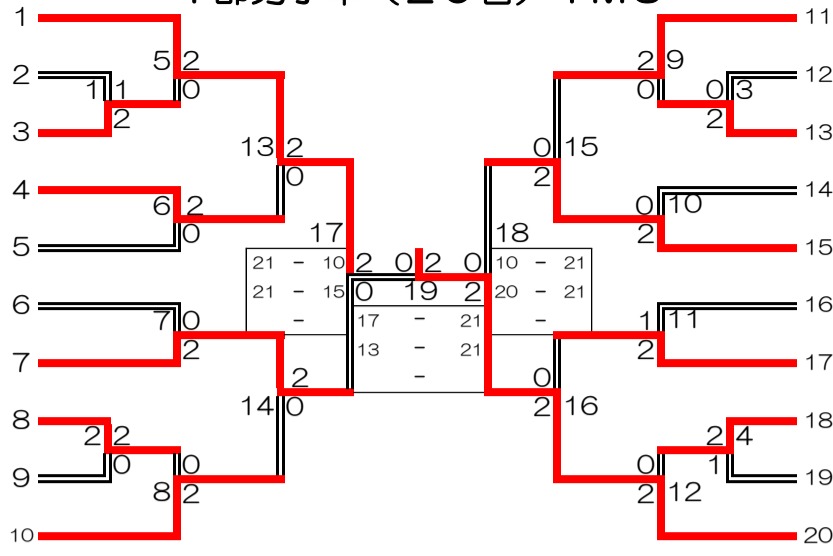 1 11
5 2 2 9
2 12
1 1 0 0 0 3
2 2
3 13
13 2 0 15
0 2
4 14
6 2 0 10
0 17 18 2
5 15
21 - 10 2 0 2 0 10 - 21
21 - 15 0 19 2 20 - 21
6 16
7 0 - 17 - 21 - 1 11
2 13 - 21 2
7 17
2 - 0
14 0 2 16
8 18
2 2 2 4
0 0 0 1
9 19
8 2 2 12
10 20